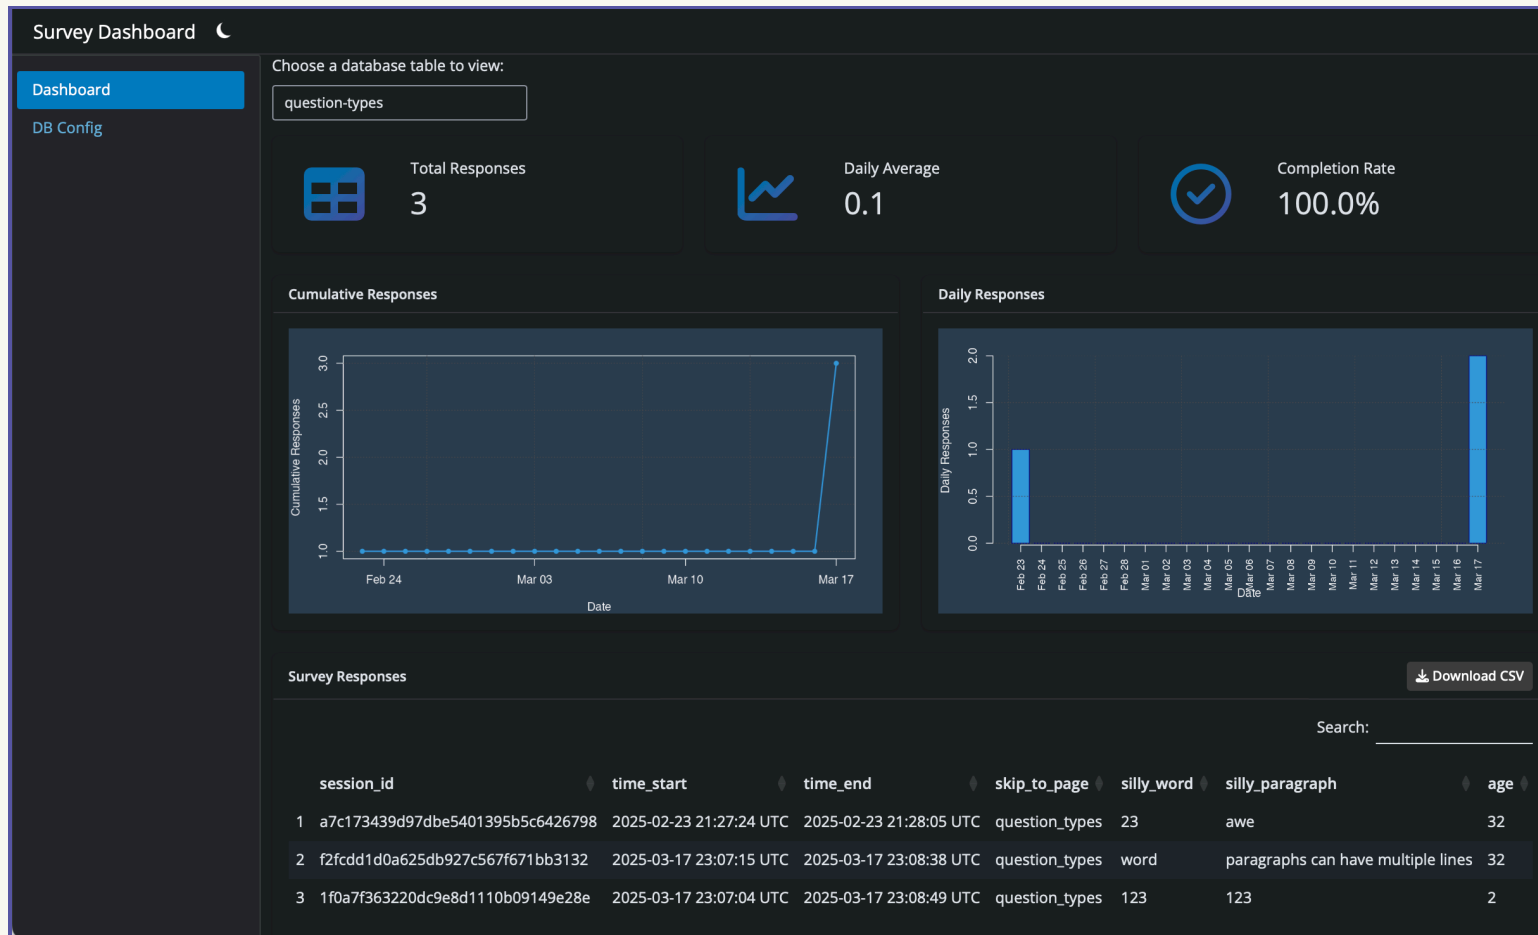 Survey Dashboard
Dashboard
DB Config
Choose a database table to view:
question-types
Total Responses
3
Daily Average
0.1
Completion Rate
100.0%
Cumulative Responses
Cumulative Responses
3.0
2.5
2.0
1.5
1.0
Feb 24 Mar 03 Mar 10 Mar 17
Date
Daily Responses
Daily Responses
2.0
1.5
1.0
0.5
0.0
Feb 23 Feb 24 Feb 25 Feb 26 Feb 27 Feb 28 Mar 01 Mar 02 Mar 03 Mar 04 Mar 05 Mar 06 Mar 07 Mar 08 Mar 09 Mar 10 Mar 11 Mar 12 Mar 13 Mar 14 Mar 15 Mar 16 Mar 17
Date
Survey Responses
Download CSV
Search:
session_id time_start time_end skip_to_page silly_word silly_paragraph age
1 a7c173439d97dbe5401395b5c6426798 2025-02-23 21:27:24 UTC 2025-02-23 21:28:05 UTC question_types 23 awe 32
2 f2fcdd1d0a625db927c567f671bb3132 2025-03-17 23:07:15 UTC 2025-03-17 23:08:38 UTC question_types word paragraphs can have multiple lines 32
3 1f0a7f363220dc9e8d1110b09149e28e 2025-03-17 23:07:04 UTC 2025-03-17 23:08:49 UTC question_types 123 123 2